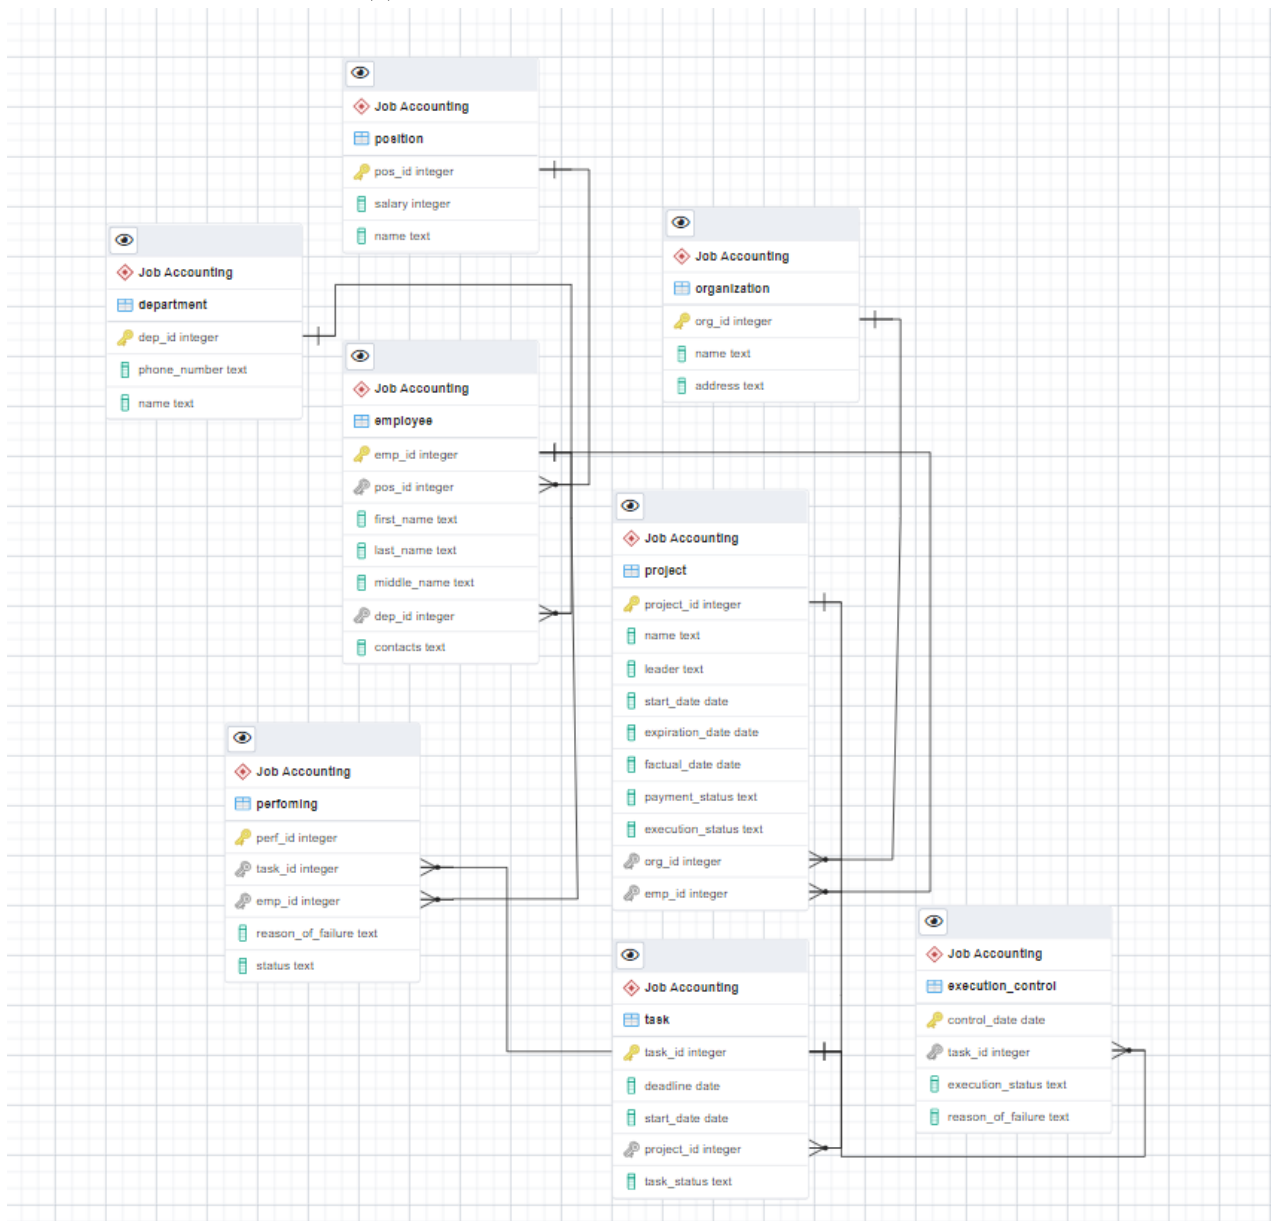 Job Accounting
position
pos_id integer
salary integer
name text
Job Accounting
department
dep_id integer
phone_number text
name text
Job Accounting
organization
org_id integer
name text
address text
Job Accounting
employee
emp_id integer
pos_id integer
first_name text
last_name text
middle_name text
dep_id integer
contacts text
Job Accounting
project
project_id integer
name text
leader text
start_date date
expiration_date date
factual_date date
payment_status text
execution_status text
org_id integer
emp_id integer
Job Accounting
perfoming
perf_id integer
task_id integer
emp_id integer
reason_of_failure text
status text
Job Accounting
task
task_id integer
deadline date
start_date date
project_id integer
task_status text
Job Accounting
execution_control
control_date date
task_id integer
execution_status text
reason_of_failure text